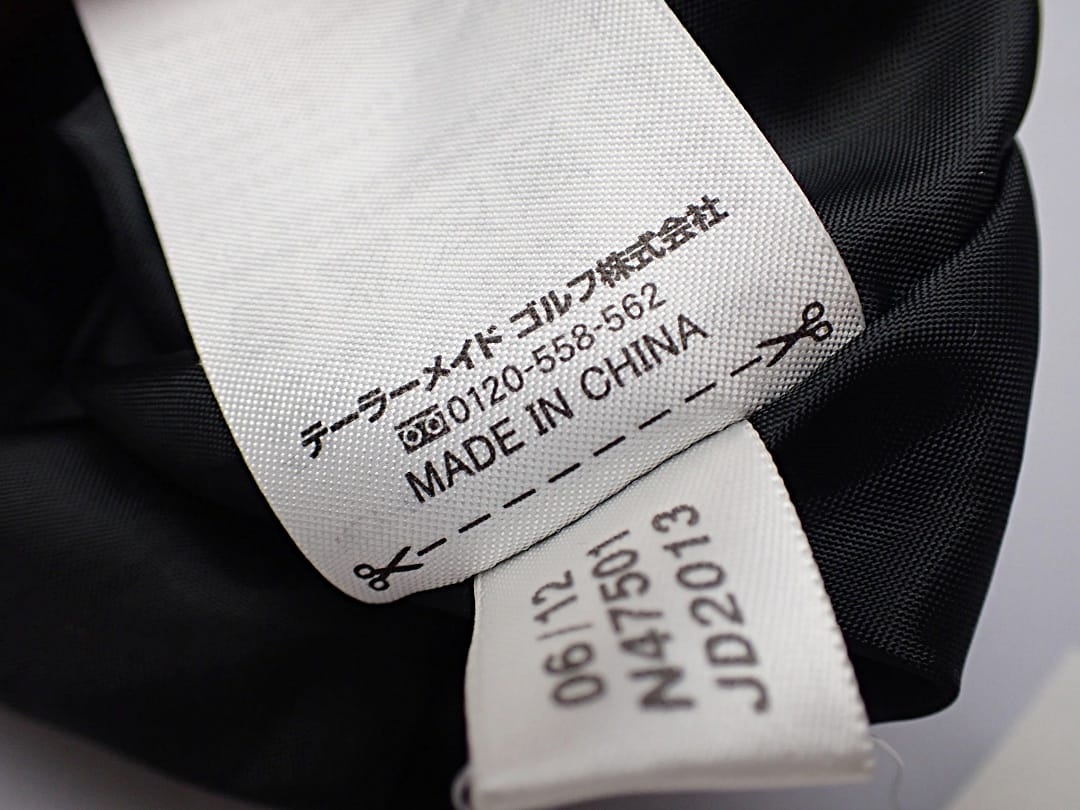 テーラーメイド ゴルフ株式会社
0120-558-562
MADE IN CHINA
06/12
N47501
JD2013